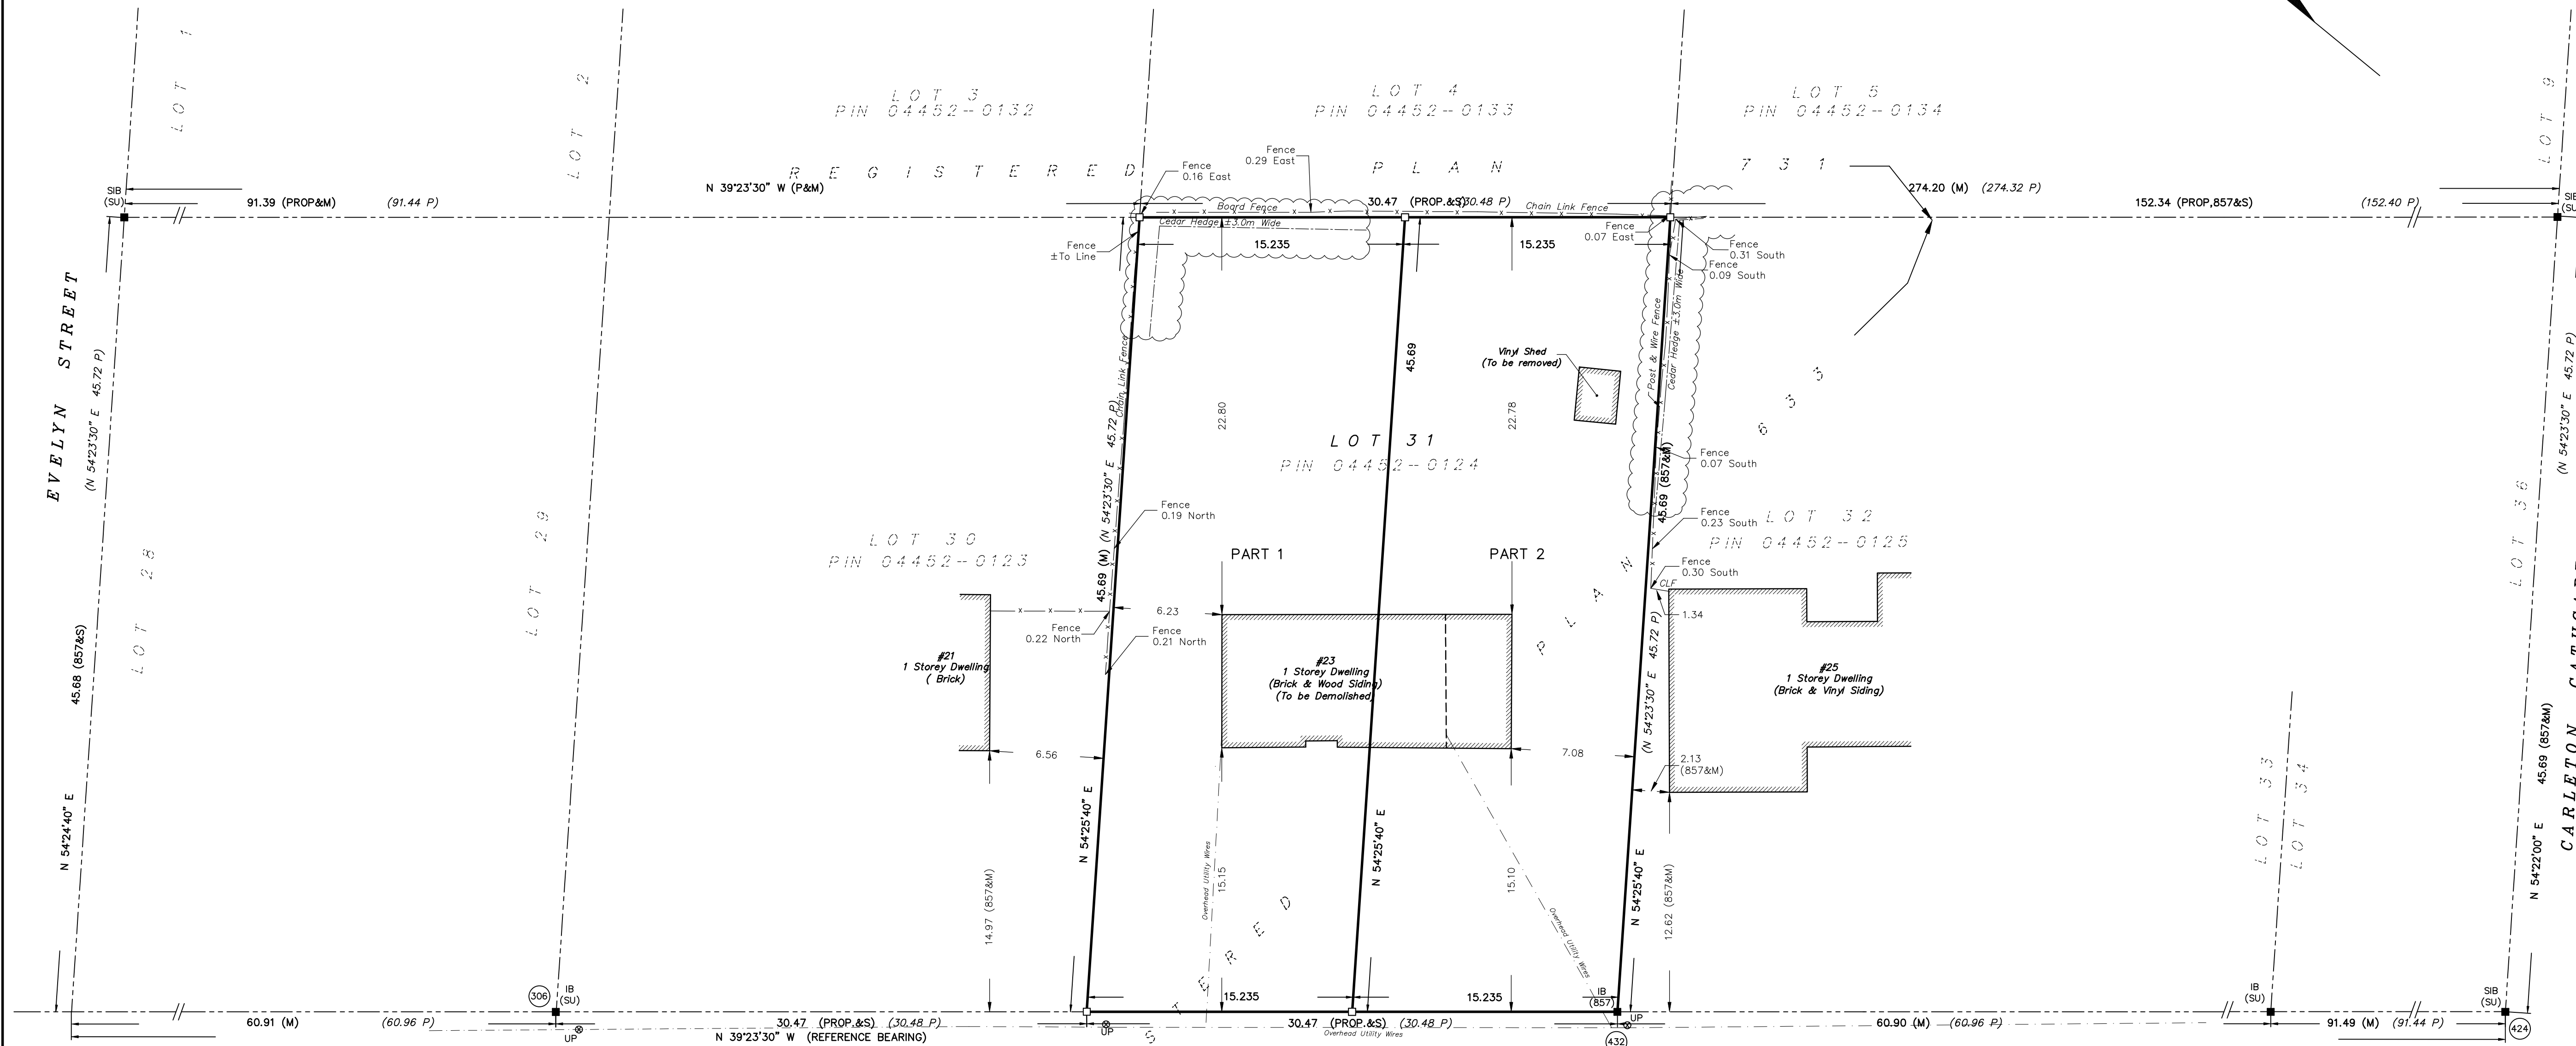 LOT 1
LOT 2
LOT 3
PIN 04452-0132
LOT 4
PIN 04452-0133
LOT 5
PIN 04452-0134
LOT 9
REGISTERED PLAN 731
SIB
(SU)
91.39 (PROP&M) (91.44 P)
N 39°23'30" W (P&M)
Fence
0.16 East
Fence
0.29 East
Board Fence
30.47 (PROP.&S)(30.48 P)
Chain Link Fence
274.20 (M) (274.32 P)
152.34 (PROP,857&S) (152.40 P)
SIB
Cedar Hedge ±3.0m Wide
Fence
±To Line
15.235
15.235
Fence
0.07 East
Fence
0.31 South
Fence
0.09 South
EVELYN STREET
(N 54°23'30" E 45.72 P)
45.68 (857&S)
N 54°24'40" E
LOT 28
LOT 29
LOT 30
PIN 04452-0123
Chain Link Fence
45.69 (M) (N 54°23'30" E 45.72 P)
N 54°25'40" E
22.80
45.69
22.78
Vinyl Shed
(To be removed)
LOT 31
PIN 04452-0124
Post & Wire Fence
Cedar Hedge ±3.0m Wide
45.69 (857&M)
(N 54°23'30" E 45.72 P)
633
PLAN
Fence
0.07 South
Fence
0.19 North
Fence
0.23 South
LOT 32
PIN 04452-0125
PART 1
PART 2
Fence
0.30 South
CLF
1.34
6.23
Fence
0.22 North
Fence
0.21 North
#21
1 Storey Dwelling
( Brick)
#23
1 Storey Dwelling
(Brick & Wood Siding)
(To be Demolished)
#25
1 Storey Dwelling
(Brick & Vinyl Siding)
6.56
7.08
2.13
(857&M)
14.97 (857&M)
Overhead Utility Wires
15.15
N 54°25'40" E
15.10
Overhead Utility Wires
N 54°25'40" E
12.62 (857&M)
LOT 33
LOT 34
LOT 36
(N 54°23'30" E 45.72 P)
45.69 (857&M)
N 54°22'00" E
STERED
306
IB
(SU)
15.235
15.235
IB
(857)
IB
(SU)
SIB
(SU)
60.91 (M) (60.96 P)
30.47 (PROP.&S) (30.48 P)
30.47 (PROP.&S) (30.48 P)
60.90 (M) (60.96 P)
91.49 (M) (91.44 P)
UP
UP
UP
Overhead Utility Wires
N 39°23'30" W (REFERENCE BEARING)
(432)
424